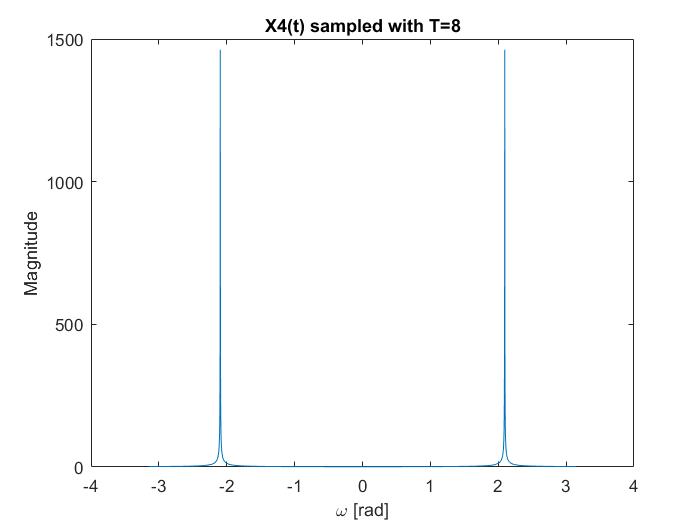 X4(t) sampled with T=8
1500
1000
500
0
Magnitude
-4 -3 -2 -1 0 1 2 3 4
ω [rad]